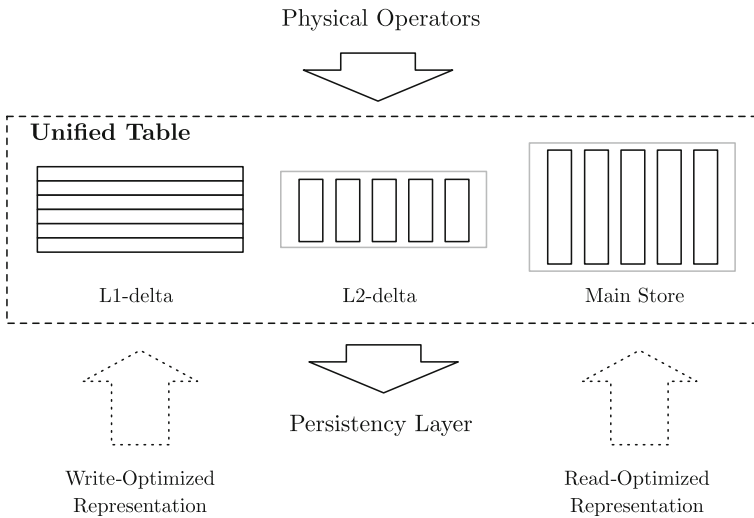 Physical Operators
Unified Table
L1-delta
L2-delta
Main Store
Persistency Layer
Write-Optimized
Representation
Read-Optimized
Representation